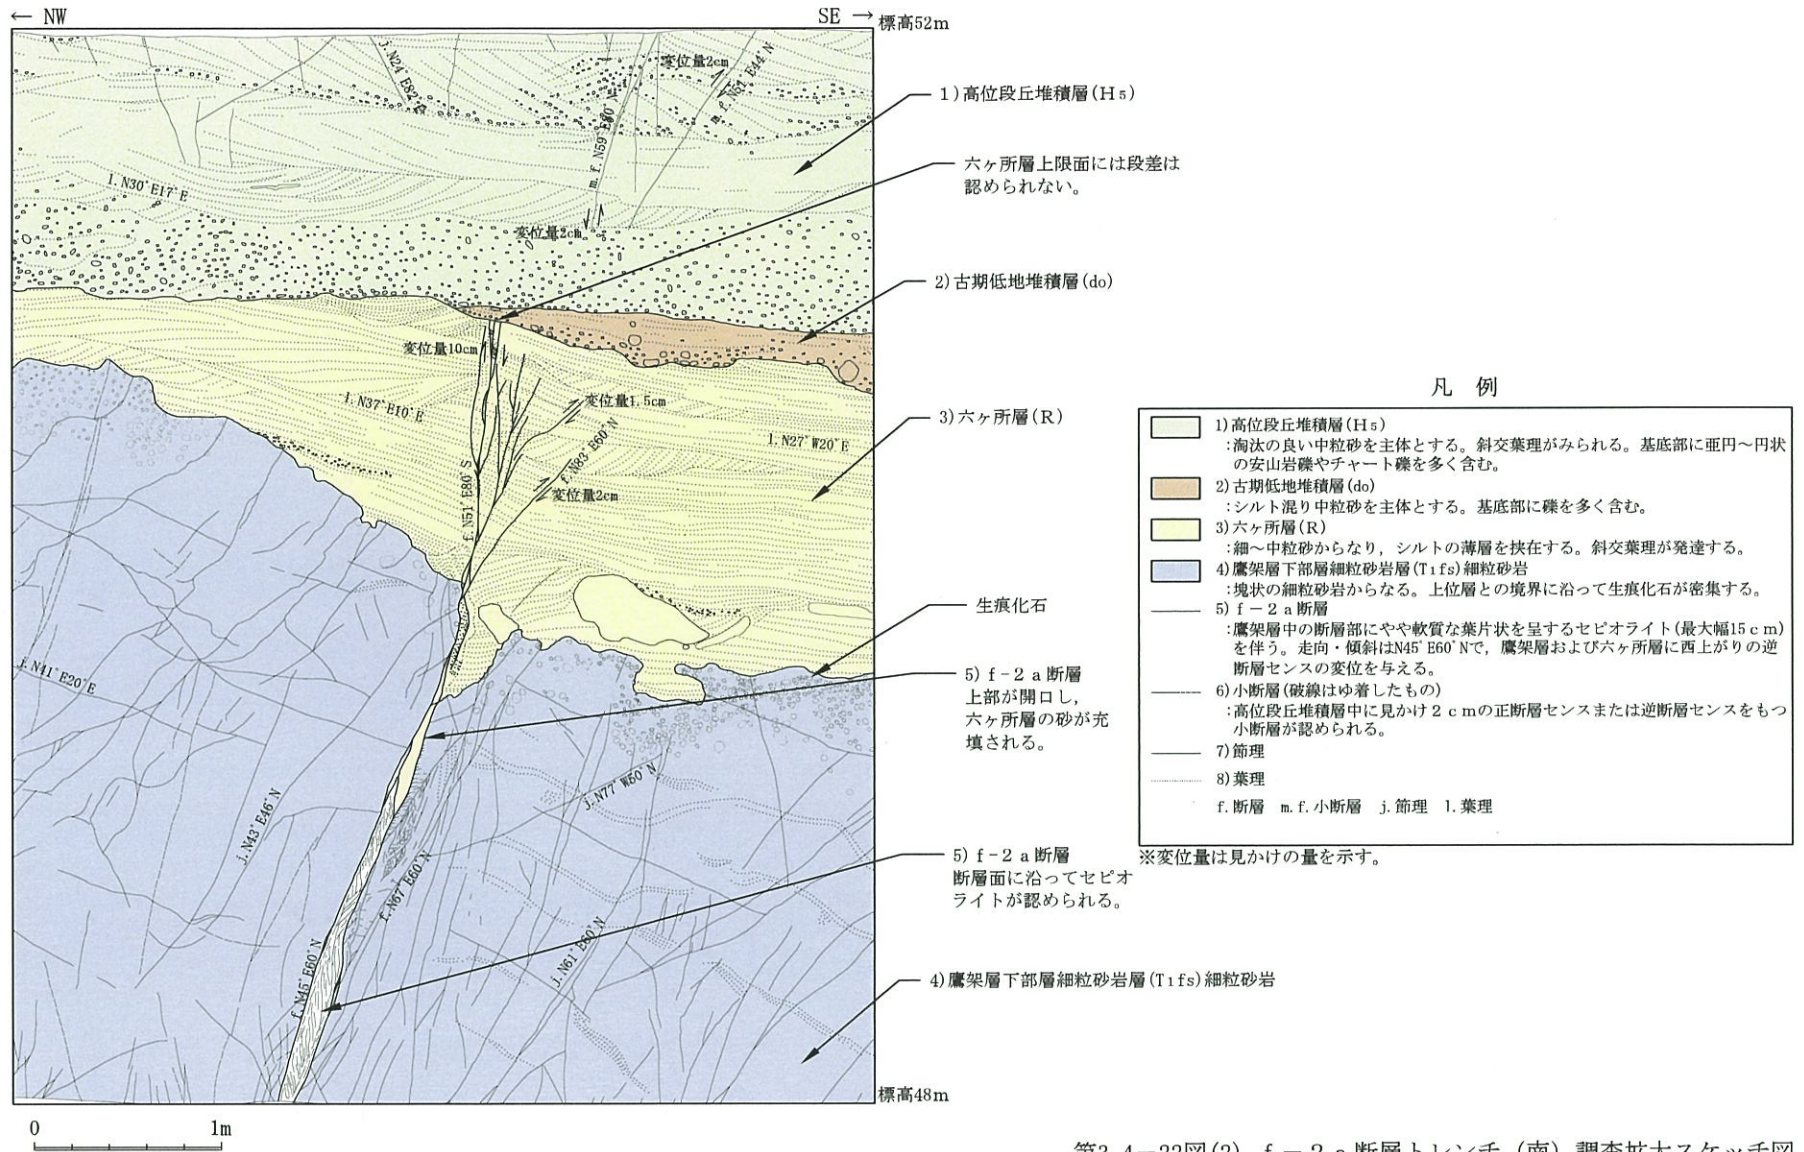 ← NW
SE →
標高52m
変位量2cm
j.N24°E82°E
m.f.N59°E80°N
m.f.N51°E44°N
l.N30°E17°E
変位量2cm
1)高位段丘堆積層(H5)
六ヶ所層上限面には段差は
認められない。
2)古期低地堆積層(do)
変位量10cm
変位量1.5cm
l.N37°E10°E
l.N27°W20°E
f.N83°E60°N
変位量2cm
f.N51°E80°S
3)六ヶ所層(R)
生痕化石
j.N41°E20°E
5)f-2a断層
上部が開口し，
六ヶ所層の砂が充
填される。
j.N77°W50°N
j.N43°E46°N
f.N67°E60°N
5)f-2a断層
断層面に沿ってセピオ
ライトが認められる。
f.N45°E60°N
j.N61°E60°N
4)鷹架層下部層細粒砂岩層(T1fs)細粒砂岩
標高48m
0 1m
凡 例
1)高位段丘堆積層(H5)
:淘汰の良い中粒砂を主体とする。斜交葉理がみられる。基底部に亜円～円状
の安山岩礫やチャート礫を多く含む。
2)古期低地堆積層(do)
:シルト混り中粒砂を主体とする。基底部に礫を多く含む。
3)六ヶ所層(R)
:細～中粒砂からなり，シルトの薄層を挟在する。斜交葉理が発達する。
4)鷹架層下部層細粒砂岩層(T1fs)細粒砂岩
:塊状の細粒砂岩からなる。上位層との境界に沿って生痕化石が密集する。
5)f－2a断層
:鷹架層中の断層部にやや軟質な葉片状を呈するセピオライト(最大幅15cm)
を伴う。走向・傾斜はN45°E60°Nで，鷹架層および六ヶ所層に西上がりの逆
断層センスの変位を与える。
6)小断層(破線はゆ着したもの)
:高位段丘堆積層中に見かけ2cmの正断層センスまたは逆断層センスをもつ
小断層が認められる。
7)節理
8)葉理
f.断層 m.f.小断層 j.節理 l.葉理
※変位量は見かけの量を示す。
第3.4－22図(2) f－2a断層トレンチ（南）調査拡大スケッチ図